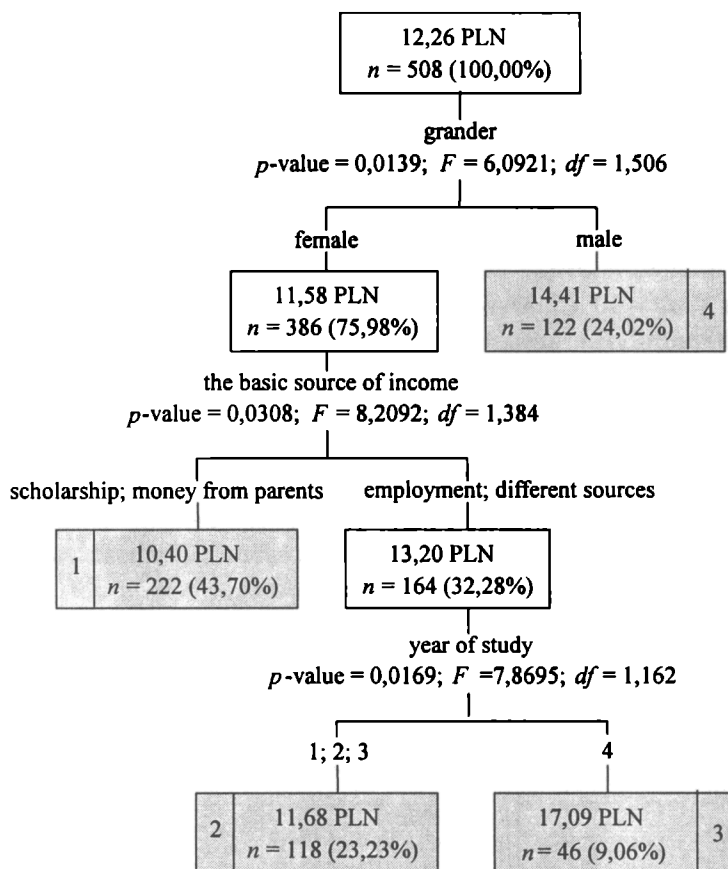 12,26 PLN
n = 508 (100,00%)
grander
p-value = 0,0139; F = 6,0921; df = 1,506
female
male
11,58 PLN
n = 386 (75,98%)
14,41 PLN
n = 122 (24,02%)
4
the basic source of income
p-value = 0,0308; F = 8,2092; df = 1,384
scholarship; money from parents
employment; different sources
1
10,40 PLN
n = 222 (43,70%)
13,20 PLN
n = 164 (32,28%)
year of study
p-value = 0,0169; F =7,8695; df = 1,162
1; 2; 3
4
2
11,68 PLN
n = 118 (23,23%)
17,09 PLN
n = 46 (9,06%)
3